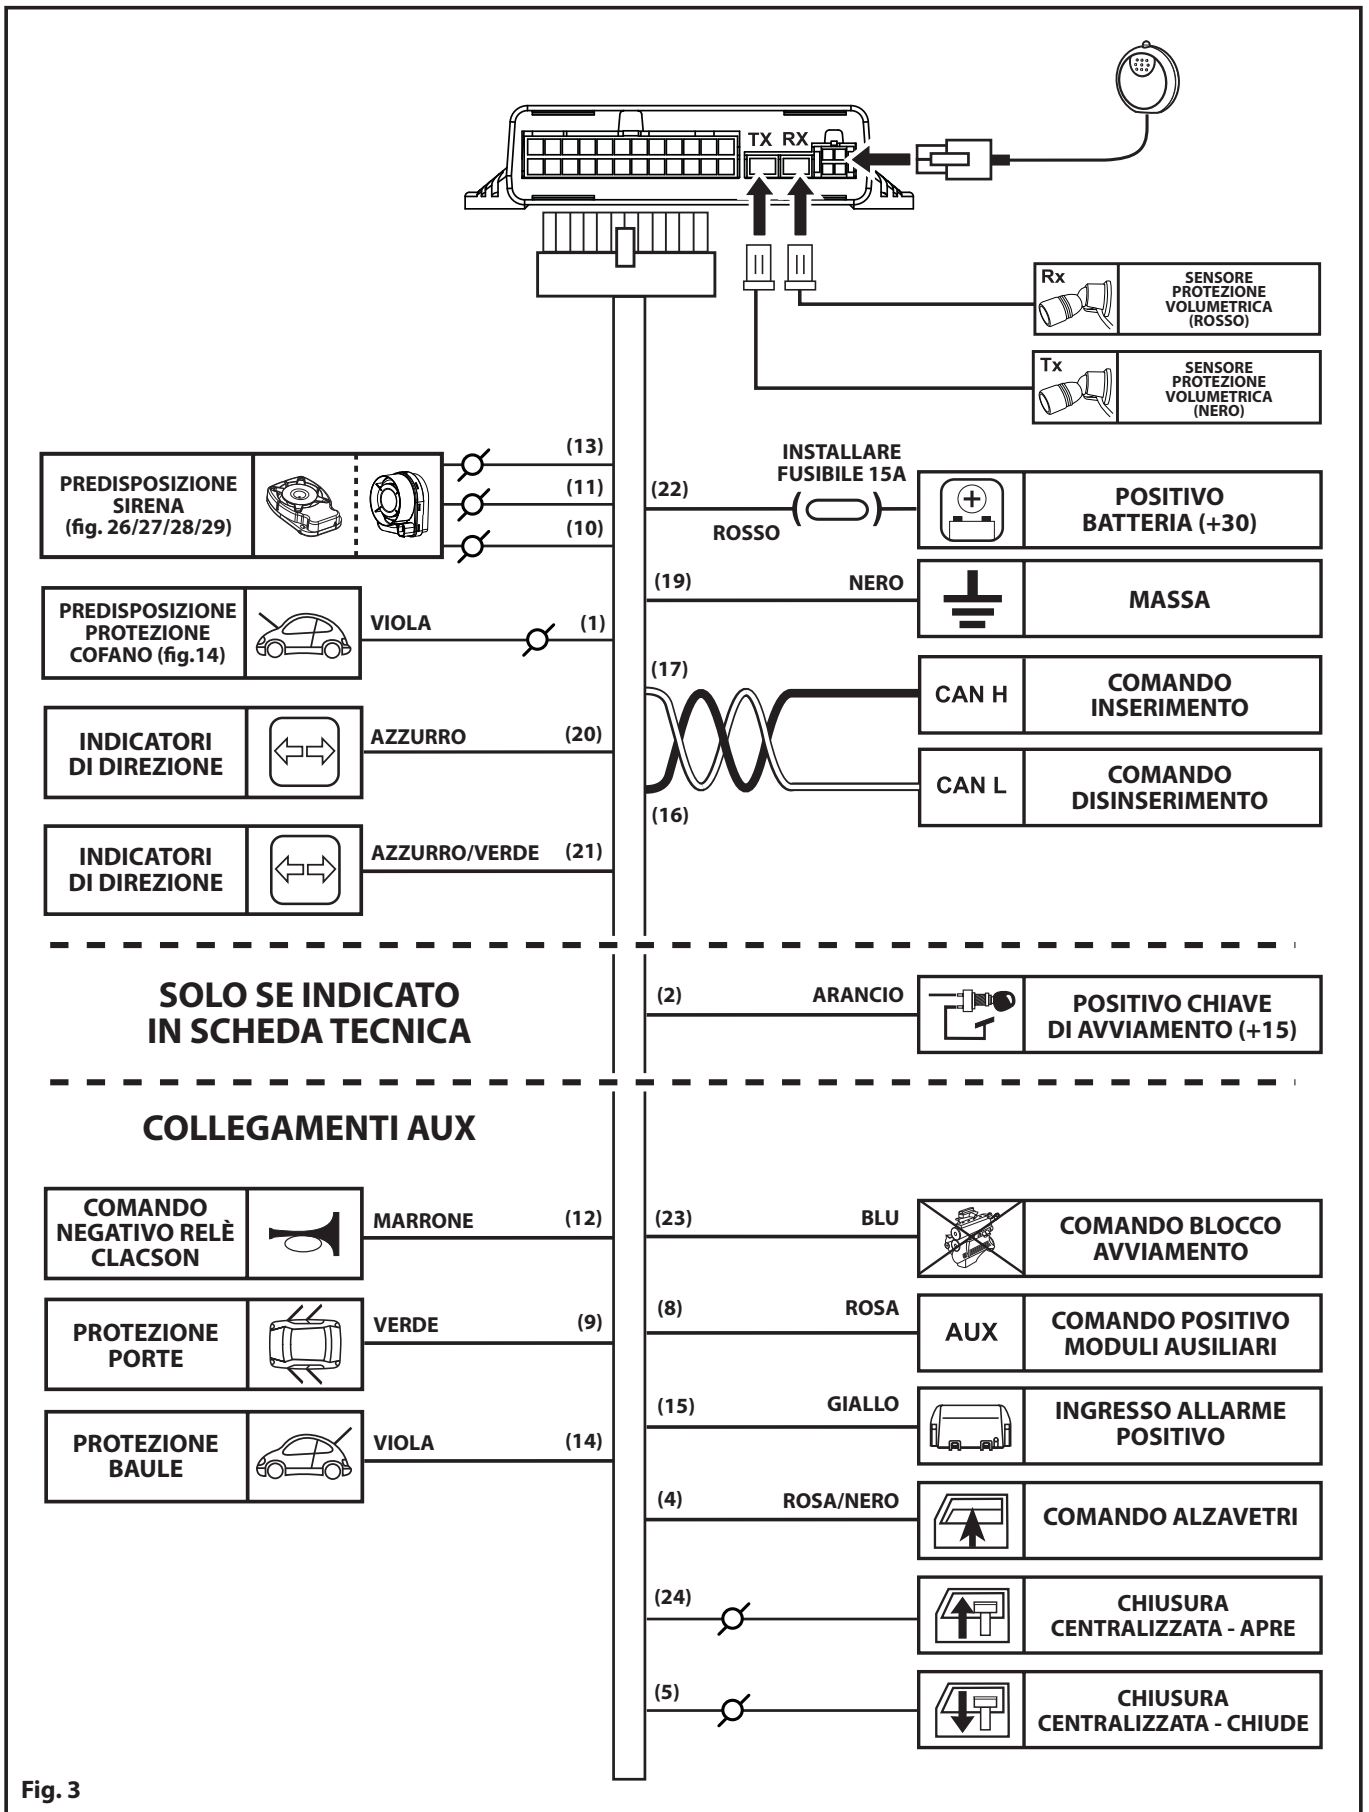 TX RX
Rx
SENSORE
PROTEZIONE
VOLUMETRICA
(ROSSO)
Tx
SENSORE
PROTEZIONE
VOLUMETRICA
(NERO)
PREDISPOSIZIONE
SIRENA
(fig. 26/27/28/29)
(13)
(11)
(10)
(22)
ROSSO
INSTALLARE
FUSIBILE 15A
POSITIVO
BATTERIA (+30)
(19)
NERO
MASSA
PREDISPOSIZIONE
PROTEZIONE
COFANO (fig.14)
VIOLA
(1)
(17)
(16)
CAN H
COMANDO
INSERIMENTO
CAN L
COMANDO
DISINSERIMENTO
INDICATORI
DI DIREZIONE
AZZURRO
(20)
INDICATORI
DI DIREZIONE
AZZURRO/VERDE
(21)
SOLO SE INDICATO
IN SCHEDA TECNICA
(2)
ARANCIO
POSITIVO CHIAVE
DI AVVIAMENTO (+15)
COLLEGAMENTI AUX
COMANDO
NEGATIVO RELÈ
CLACSON
MARRONE
(12)
(23)
BLU
COMANDO BLOCCO
AVVIAMENTO
PROTEZIONE
PORTE
VERDE
(9)
(8)
ROSA
AUX
COMANDO POSITIVO
MODULI AUSILIARI
PROTEZIONE
BAULE
VIOLA
(14)
(15)
GIALLO
INGRESSO ALLARME
POSITIVO
(4)
ROSA/NERO
COMANDO ALZAVETRI
(24)
CHIUSURA
CENTRALIZZATA - APRE
(5)
CHIUSURA
CENTRALIZZATA - CHIUDE
Fig. 3